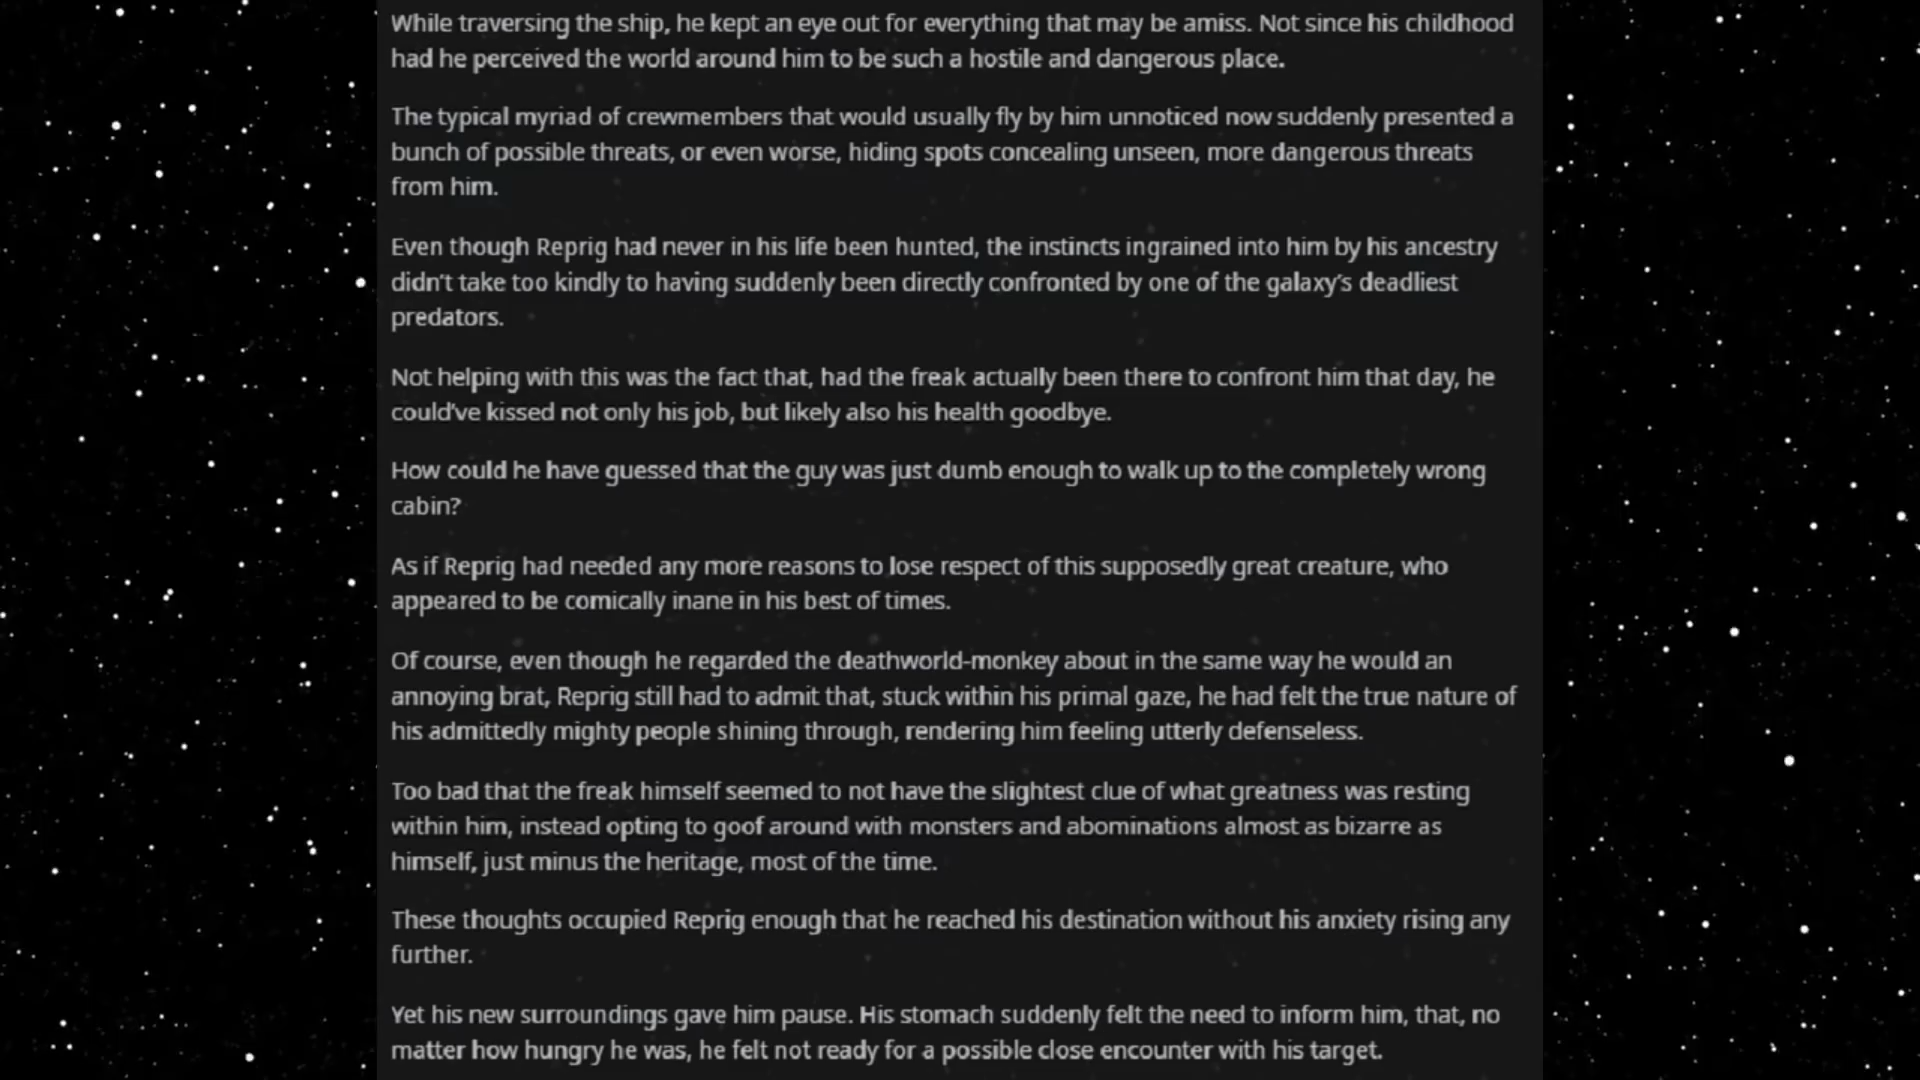 While traversing the ship, he kept an eye out for everything that may be amiss. Not since his childhood
had he perceived the world around him to be such a hostile and dangerous place.
The typical myriad of crewmembers that would usually fly by him unnoticed now suddenly presented a
bunch of possible threats, or even worse, hiding spots concealing unseen, more dangerous threats
from him.
Even though Reprig had never in his life been hunted, the instincts ingrained into him by his ancestry
didn't take too kindly to having suddenly been directly confronted by one of the galaxy's deadliest
predators.
Not helping with this was the fact that, had the freak actually been there to confront him that day, he
could've kissed not only his job, but likely also his health goodbye.
How could he have guessed that the guy was just dumb enough to walk up to the completely wrong
cabin?
As if Reprig had needed any more reasons to lose respect of this supposedly great creature, who
appeared to be comically inane in his best of times.
Of course, even though he regarded the deathworld-monkey about in the same way he would an
annoying brat, Reprig still had to admit that, stuck within his primal gaze, he had felt the true nature of
his admittedly mighty people shining through, rendering him feeling utterly defenseless.
Too bad that the freak himself seemed to not have the slightest clue of what greatness was resting
within him, instead opting to goof around with monsters and abominations almost as bizarre as
himself, just minus the heritage, most of the time.
These thoughts occupied Reprig enough that he reached his destination without his anxiety rising any
further.
Yet his new surroundings gave him pause. His stomach suddenly felt the need to inform him, that, no
matter how hungry he was, he felt not ready for a possible close encounter with his target.